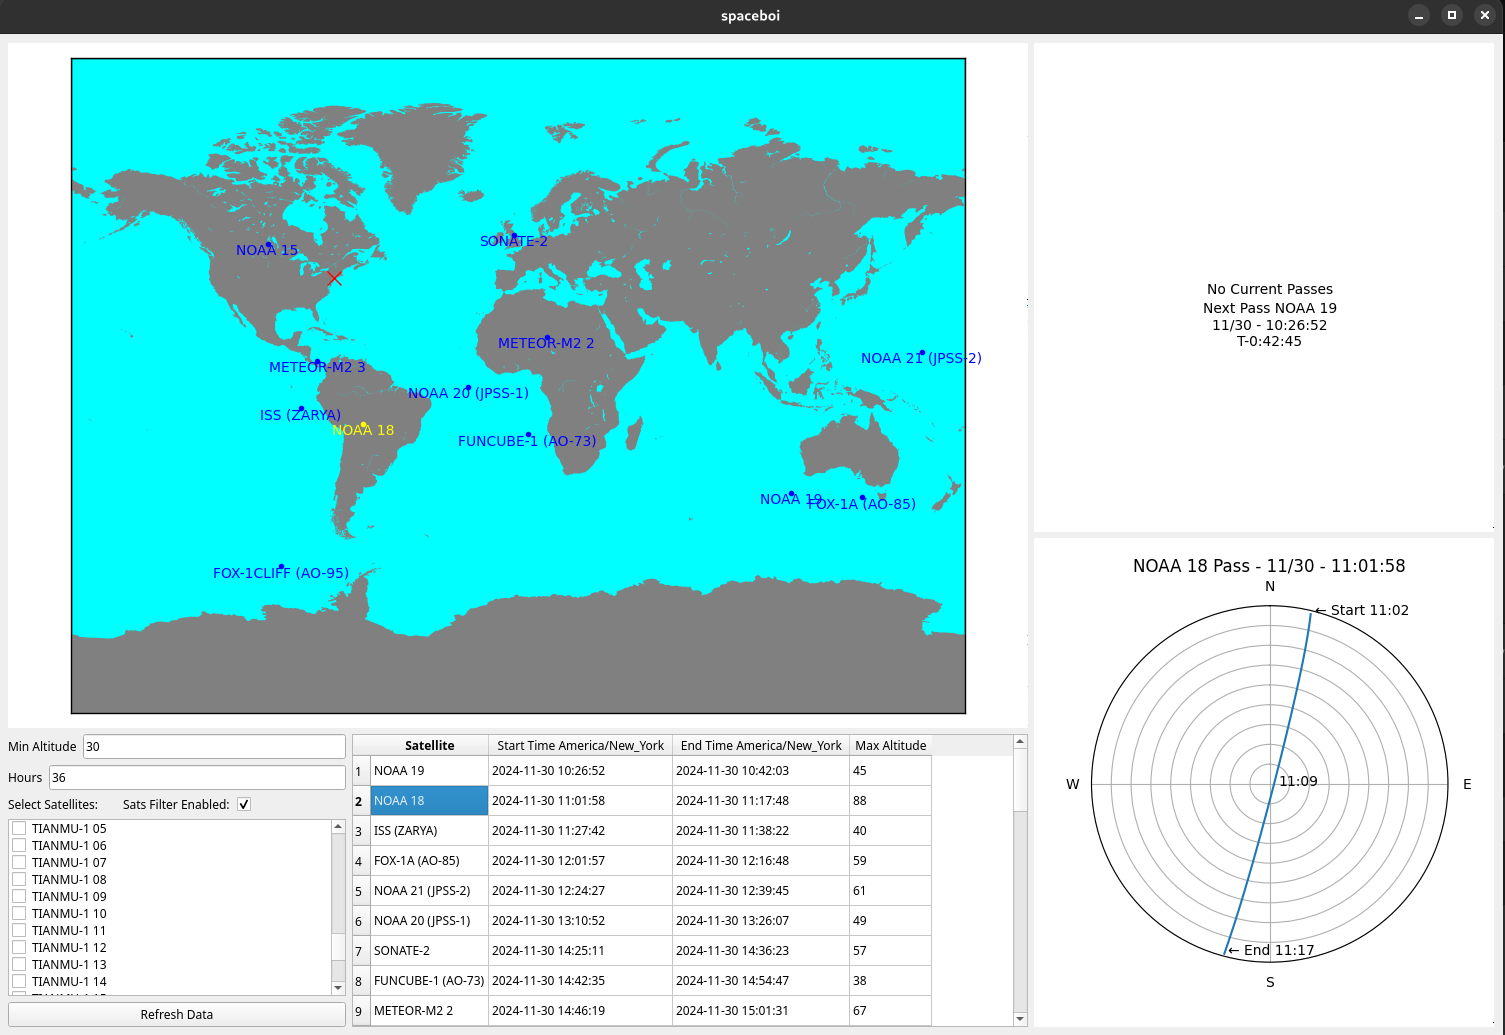 spaceboi
NOAA 15
SONATE-2
METEOR-M2 2
NOAA 21 (JPSS-2)
METEOR-M2 3
NOAA 20 (JPSS-1)
ISS (ZARYA)
NOAA 18
FUNCUBE-1 (AO-73)
NOAA 19
FOX-1A (AO-85)
FOX-1CLIFF (AO-95)
No Current Passes
Next Pass NOAA 19
11/30 - 10:26:52
T-0:42:45
NOAA 18 Pass - 11/30 - 11:01:58
N
← Start 11:02
W
11:09
E
← End 11:17
S
Min Altitude 30
Hours 36
Select Satellites: Sats Filter Enabled:
TIANMU-1 05
TIANMU-1 06
TIANMU-1 07
TIANMU-1 08
TIANMU-1 09
TIANMU-1 10
TIANMU-1 11
TIANMU-1 12
TIANMU-1 13
TIANMU-1 14
Refresh Data
Satellite Start Time America/New_York End Time America/New_York Max Altitude
1 NOAA 19 2024-11-30 10:26:52 2024-11-30 10:42:03 45
2 NOAA 18 2024-11-30 11:01:58 2024-11-30 11:17:48 88
3 ISS (ZARYA) 2024-11-30 11:27:42 2024-11-30 11:38:22 40
4 FOX-1A (AO-85) 2024-11-30 12:01:57 2024-11-30 12:16:48 59
5 NOAA 21 (JPSS-2) 2024-11-30 12:24:27 2024-11-30 12:39:45 61
6 NOAA 20 (JPSS-1) 2024-11-30 13:10:52 2024-11-30 13:26:07 49
7 SONATE-2 2024-11-30 14:25:11 2024-11-30 14:36:23 57
8 FUNCUBE-1 (AO-73) 2024-11-30 14:42:35 2024-11-30 14:54:47 38
9 METEOR-M2 2 2024-11-30 14:46:19 2024-11-30 15:01:31 67